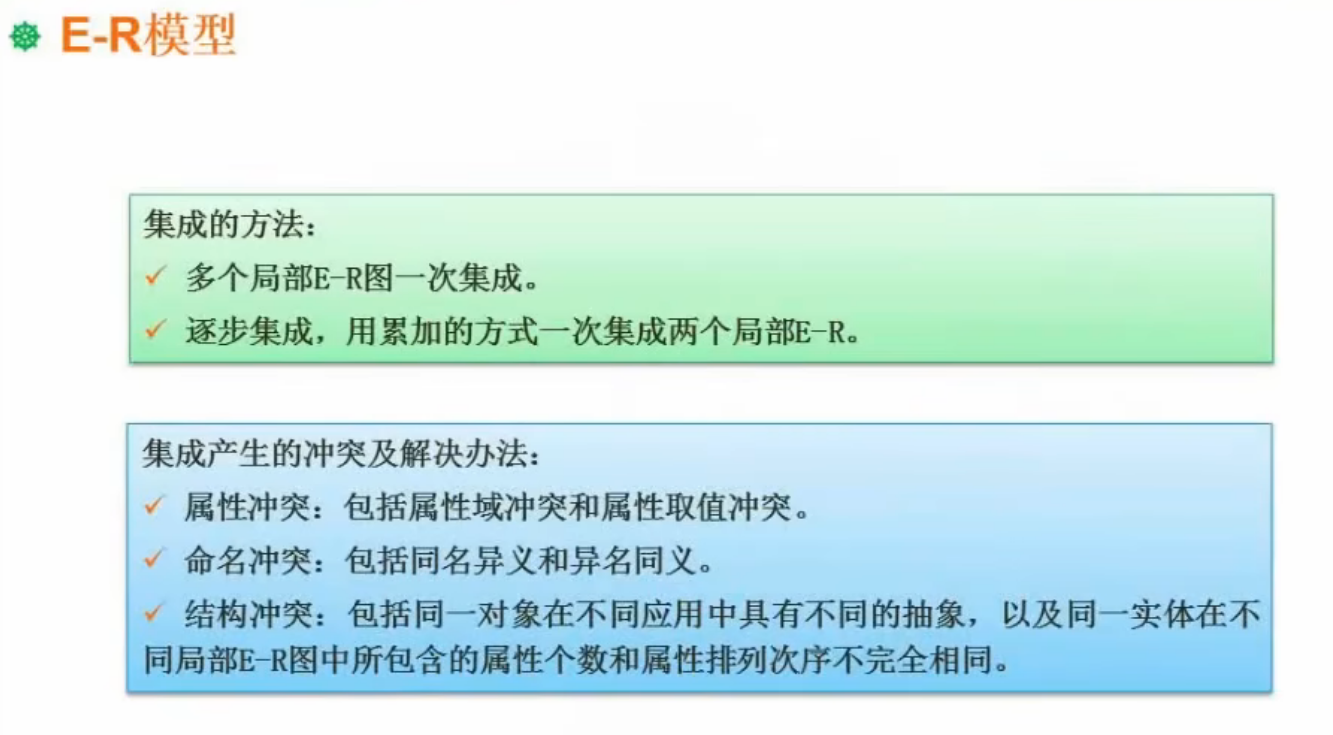 E-R模型
集成的方法：
✓ 多个局部E-R图一次集成。
✓ 逐步集成，用累加的方式一次集成两个局部E-R。
集成产生的冲突及解决办法：
✓ 属性冲突：包括属性域冲突和属性取值冲突。
✓ 命名冲突：包括同名异义和异名同义。
✓ 结构冲突：包括同一对象在不同应用中具有不同的抽象，以及同一实体在不
同局部E-R图中所包含的属性个数和属性排列次序不完全相同。